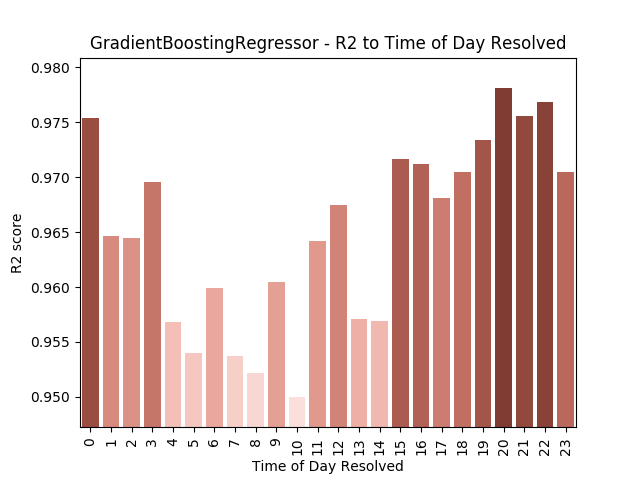 GradientBoostingRegressor - R2 to Time of Day Resolved
0.980
0.975
0.970
0.965
0.960
0.955
0.950
R2 score
0 1 2 3 4 5 6 7 8 9 10 11 12 13 14 15 16 17 18 19 20 21 22 23
Time of Day Resolved